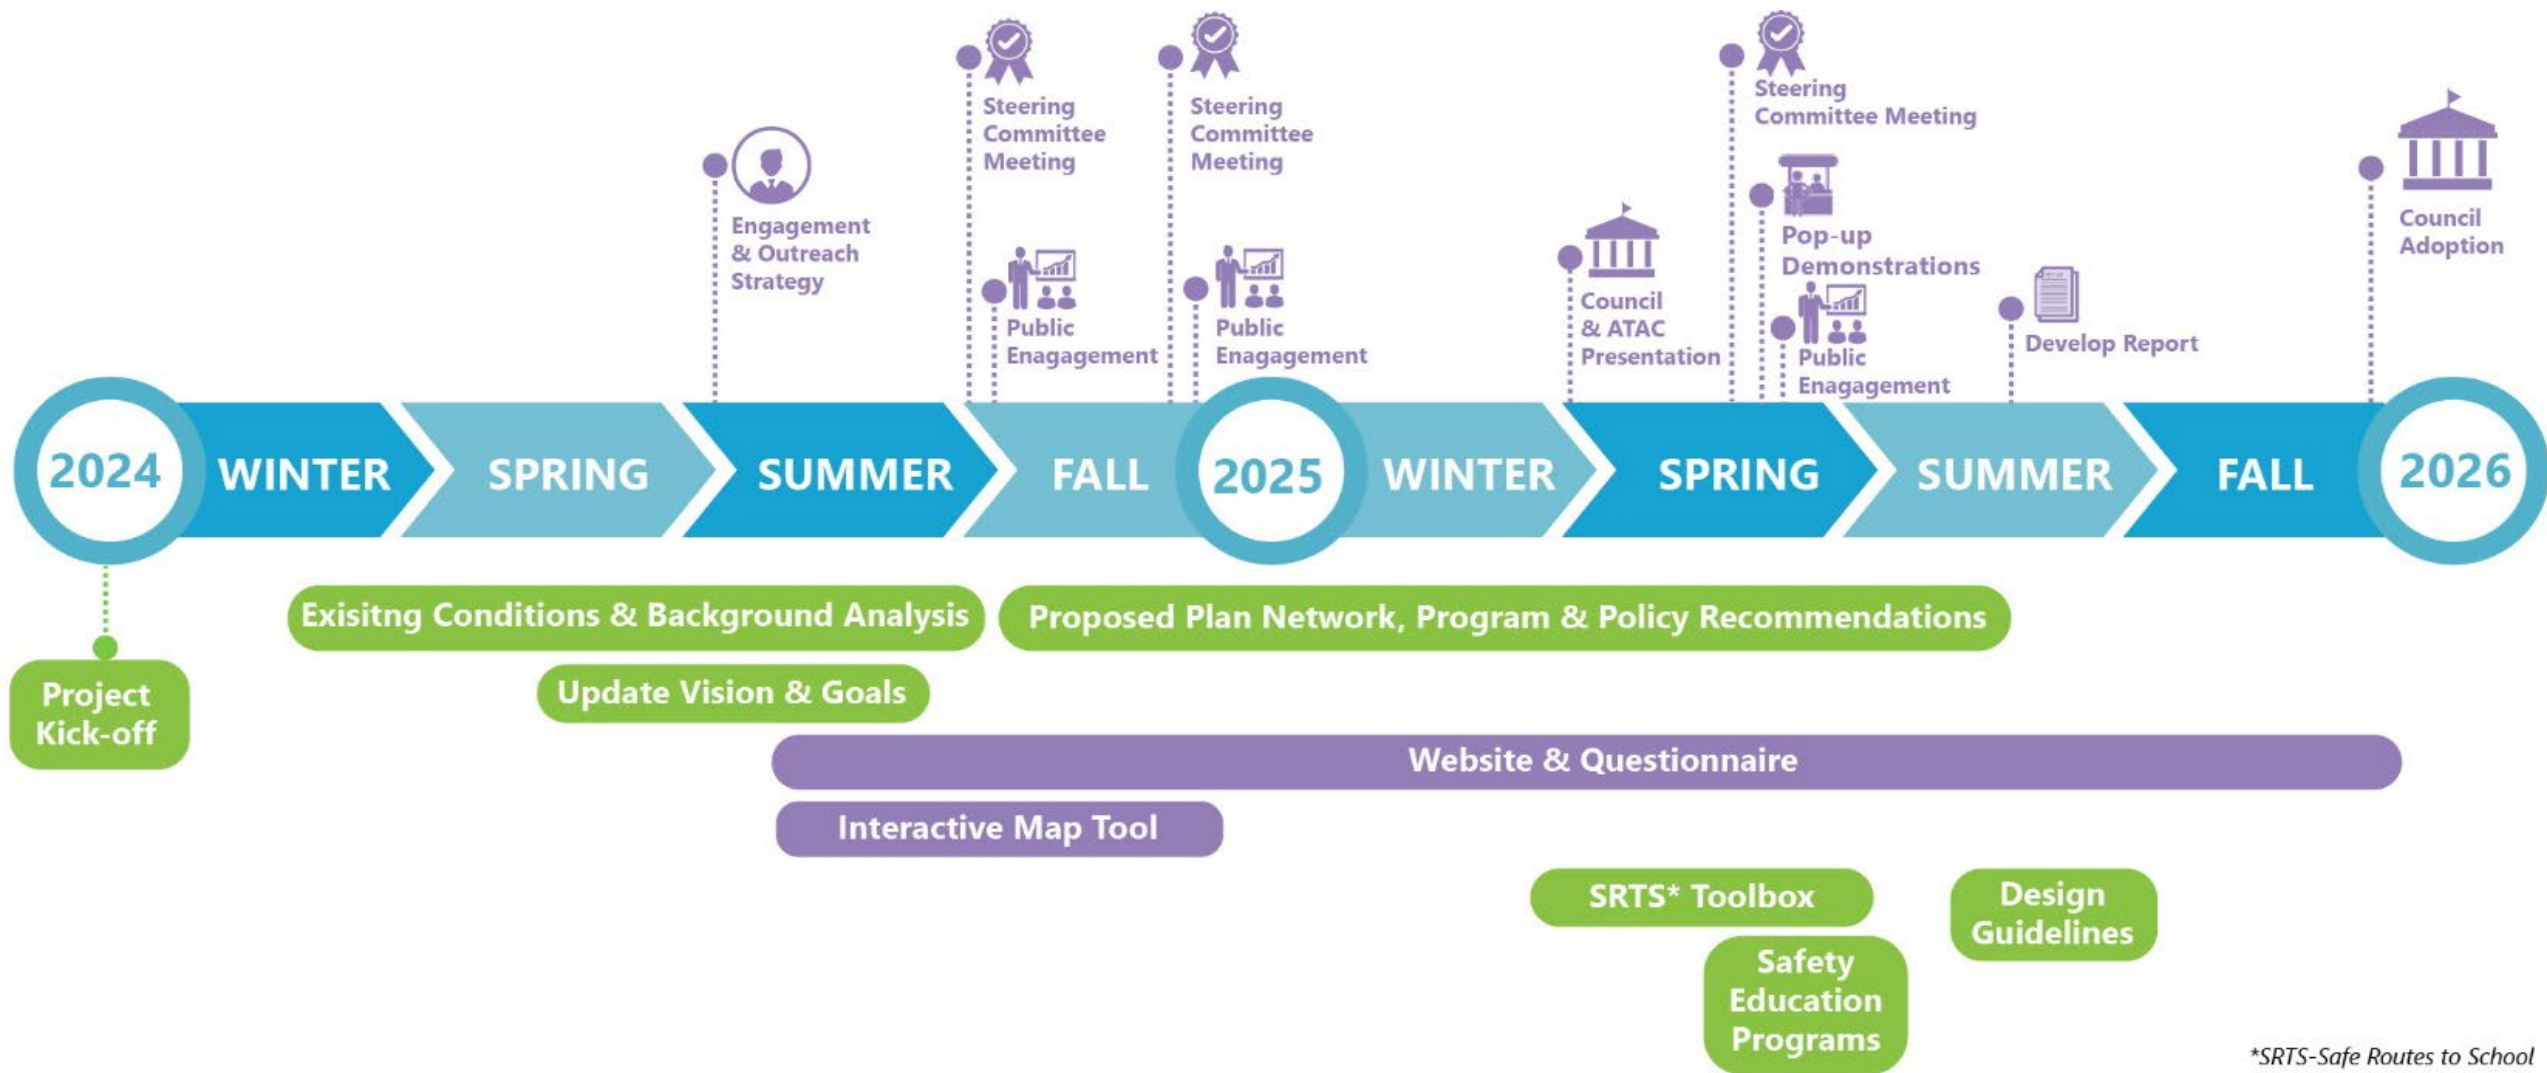 Steering
Committee
Meeting
Steering
Committee
Meeting
Steering
Committee Meeting
Engagement
& Outreach
Strategy
Public
Enagagement
Public
Enagagement
Council
& ATAC
Presentation
Pop-up
Demonstrations
Public
Enagagement
Develop Report
Council
Adoption
2024
WINTER
SPRING
SUMMER
FALL
2025
WINTER
SPRING
SUMMER
FALL
2026
Project
Kick-off
Exisitng Conditions & Background Analysis
Proposed Plan Network, Program & Policy Recommendations
Update Vision & Goals
Website & Questionnaire
Interactive Map Tool
SRTS* Toolbox
Design
Guidelines
Safety
Education
Programs
*SRTS-Safe Routes to School